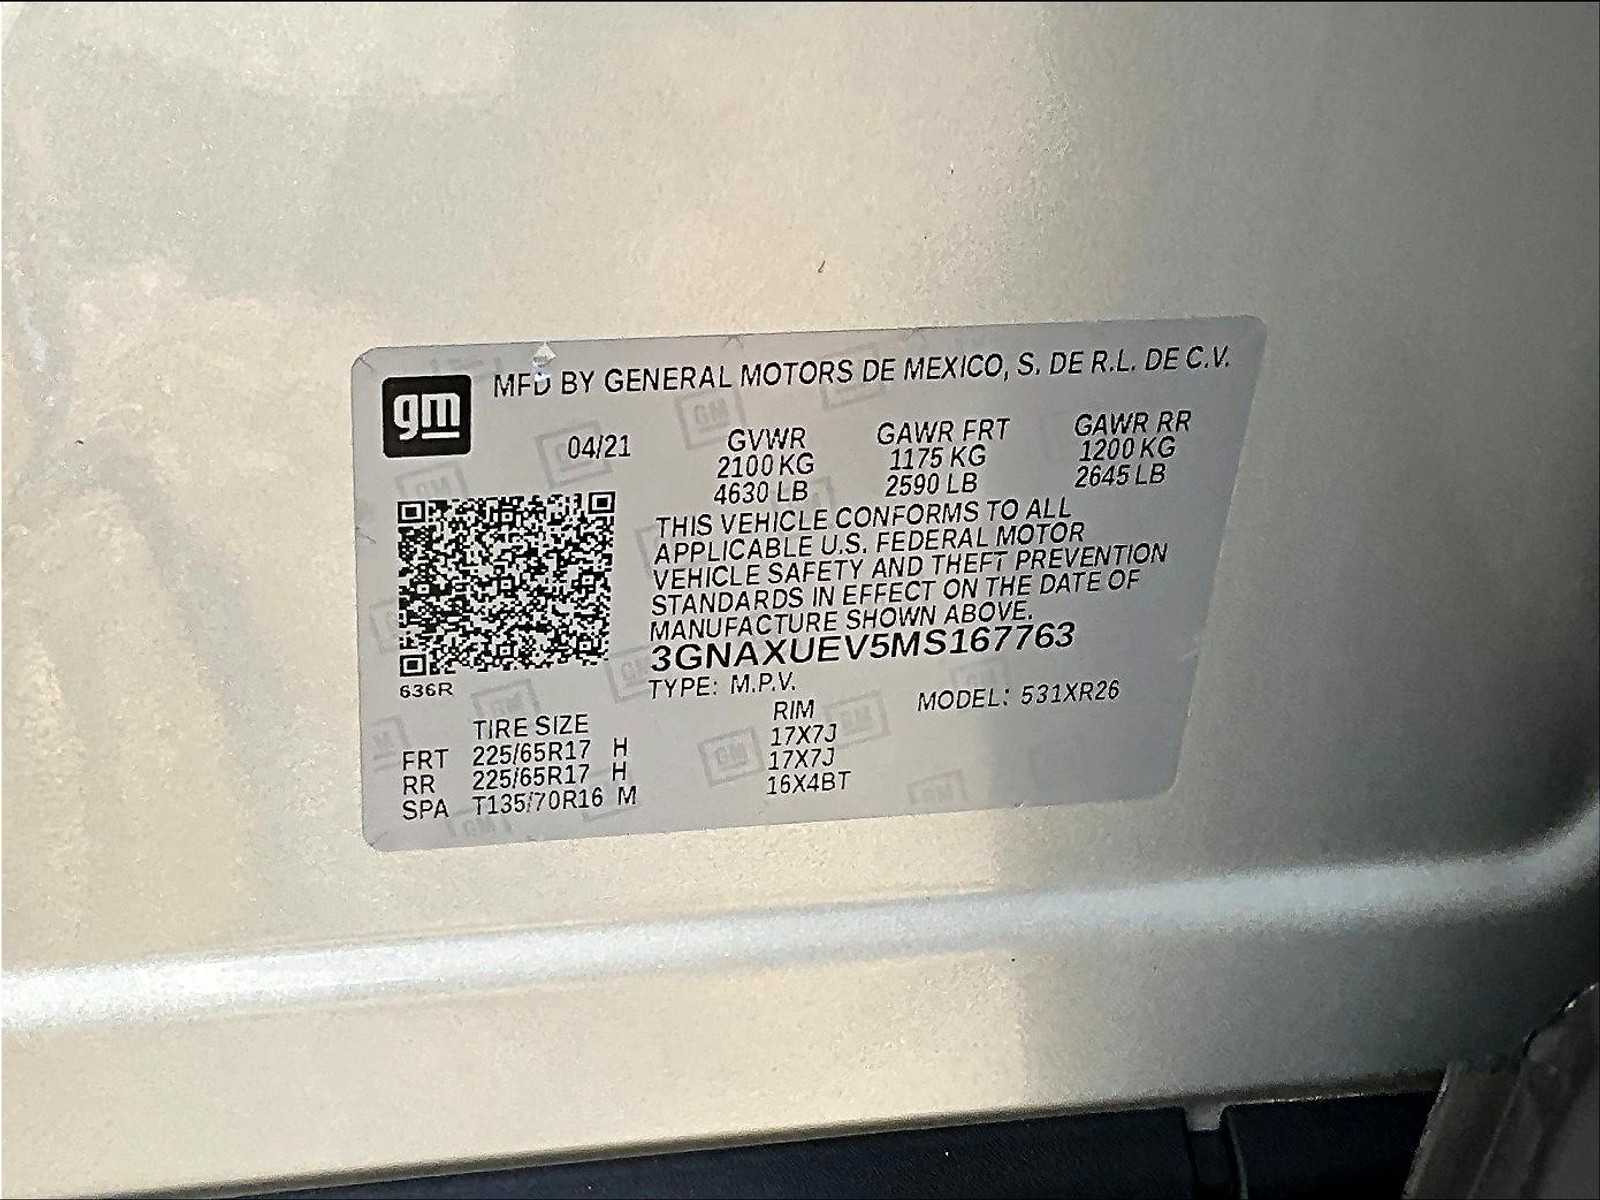 gm
MFD BY GENERAL MOTORS DE MEXICO, S. DE R.L. DE C.V.
04/21 GVWR GAWR FRT GAWR RR
2100 KG 1175 KG 1200 KG
4630 LB 2590 LB 2645 LB
THIS VEHICLE CONFORMS TO ALL
APPLICABLE U.S. FEDERAL MOTOR
VEHICLE SAFETY AND THEFT PREVENTION
STANDARDS IN EFFECT ON THE DATE OF
MANUFACTURE SHOWN ABOVE.
3GNAXUEV5MS167763
636R
TYPE: M.P.V. MODEL: 531XR26
TIRE SIZE RIM
FRT 225/65R17 H 17X7J
RR 225/65R17 H 17X7J
SPA T135/70R16 M 16X4BT